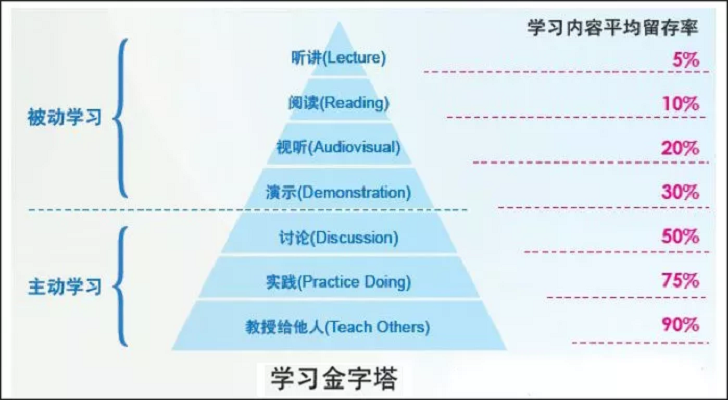 学习内容平均留存率
听讲(Lecture) 5%
阅读(Reading) 10%
被动学习
视听(Audiovisual) 20%
演示(Demonstration) 30%
讨论(Discussion) 50%
主动学习
实践(Practice Doing) 75%
教授给他人(Teach Others) 90%
学习金字塔